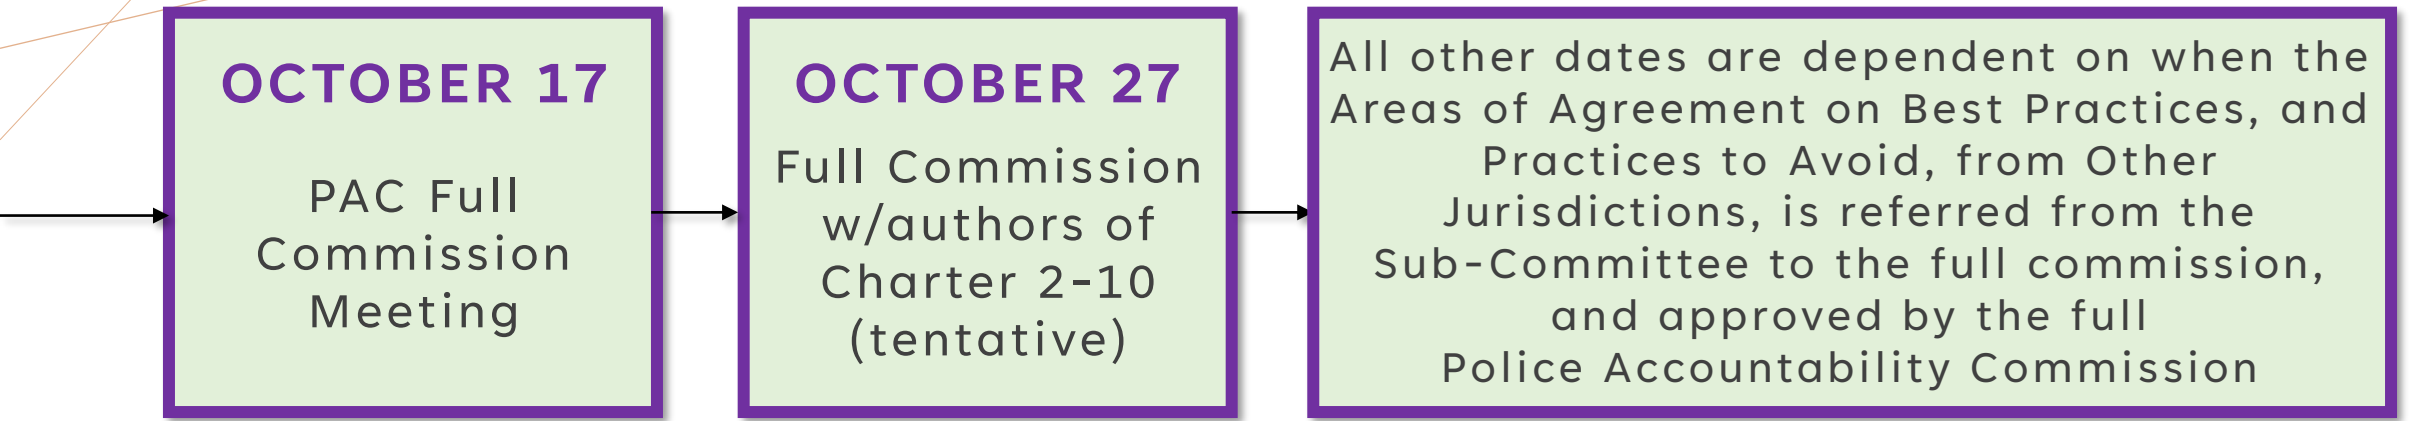 OCTOBER 17
PAC Full
Commission
Meeting
OCTOBER 27
Full Commission
w/authors of
Charter 2-10
(tentative)
All other dates are dependent on when the
Areas of Agreement on Best Practices, and
Practices to Avoid, from Other
Jurisdictions, is referred from the
Sub-Committee to the full commission,
and approved by the full
Police Accountability Commission